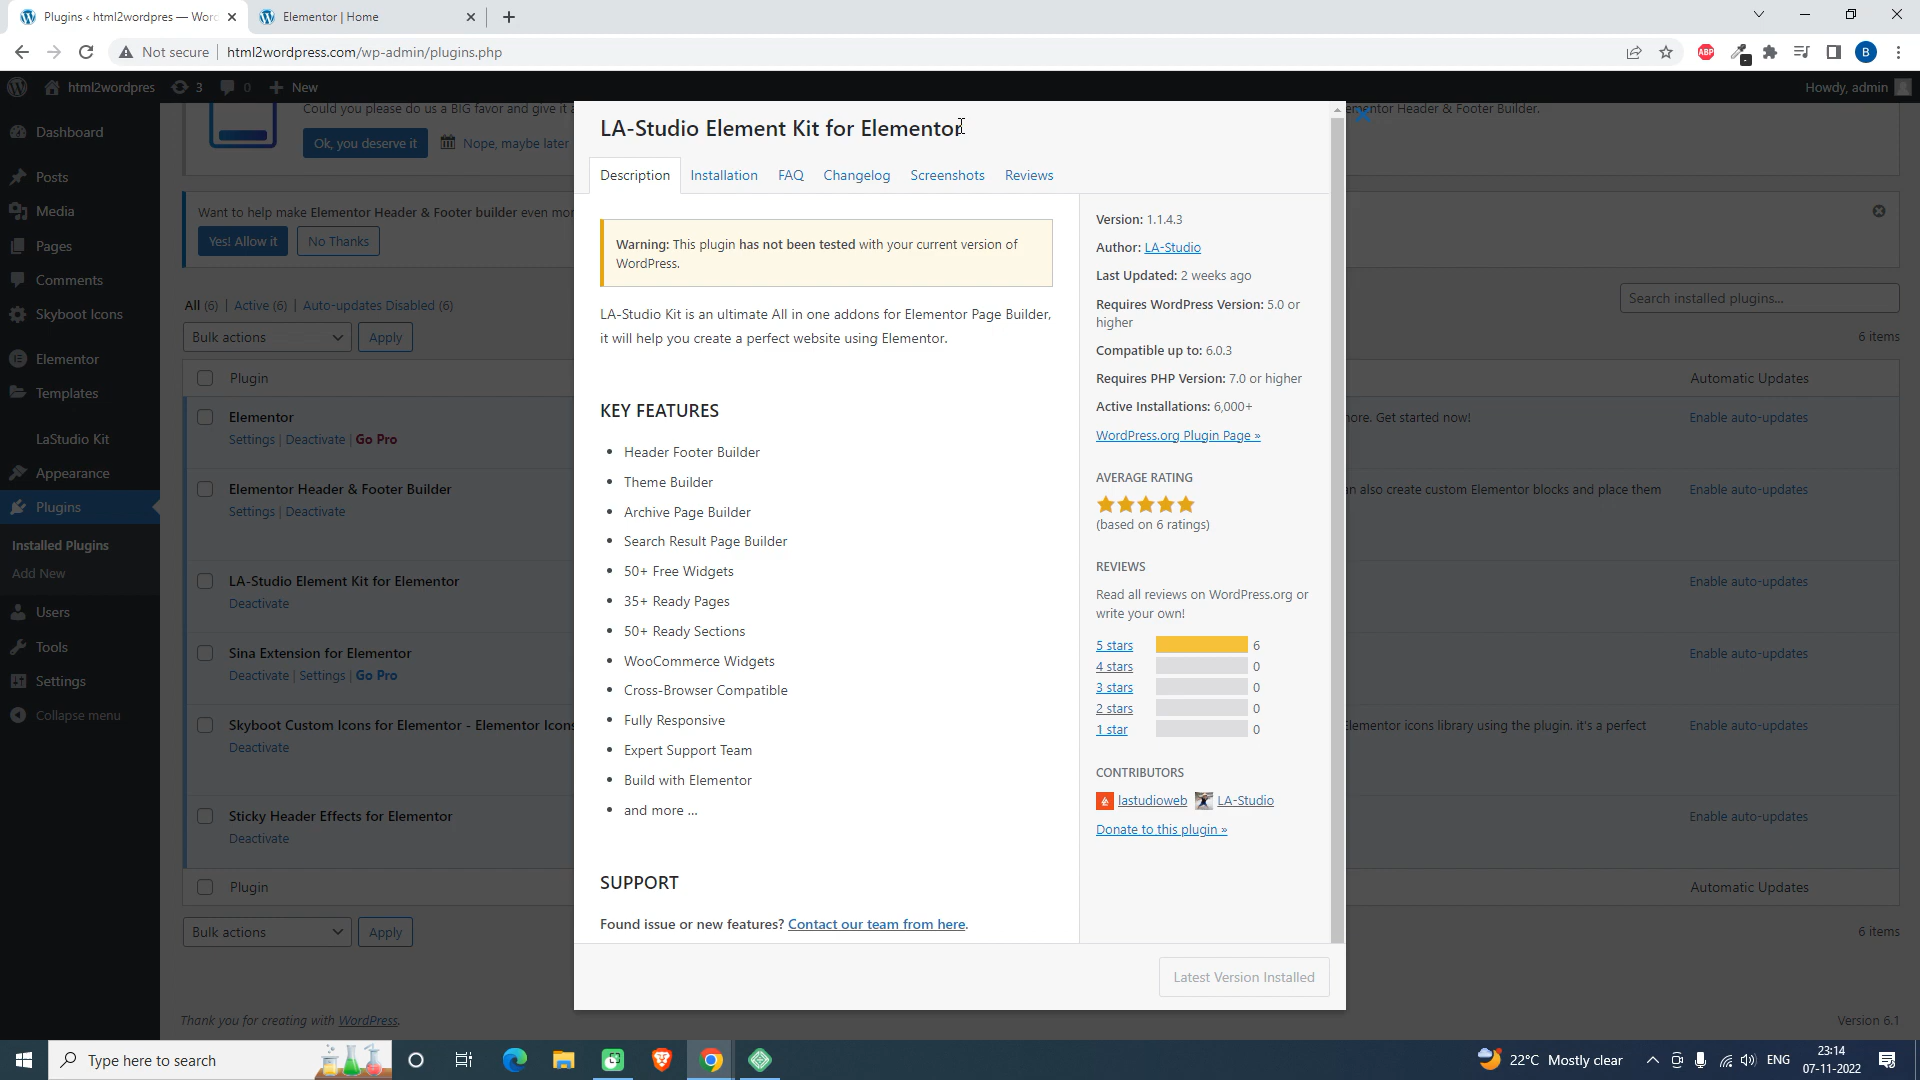 Plugins ‹ html2wordpres — Worc
Elementor | Home
Not secure
html2wordpress.com/wp-admin/plugins.php
ABP
B
html2wordpres
3
0
New
Howdy, admin
Dashboard
Posts
Media
Pages
Comments
Skyboot Icons
Elementor
Templates
LaStudio Kit
Appearance
Plugins
Installed Plugins
Add New
Users
Tools
Settings
Collapse menu
Could you please do us a BIG favor and give it a
Ok, you deserve it
Nope, maybe later
mentor Header & Footer Builder.
Want to help make Elementor Header & Footer builder even mor
Yes! Allow it
No Thanks
All (6) | Active (6) | Auto-updates Disabled (6)
Search installed plugins...
Bulk actions
Apply
6 items
Plugin
Automatic Updates
Elementor
Settings | Deactivate | Go Pro
nore. Get started now!
Enable auto-updates
Elementor Header & Footer Builder
Settings | Deactivate
an also create custom Elementor blocks and place them
Enable auto-updates
LA-Studio Element Kit for Elementor
Deactivate
Enable auto-updates
Sina Extension for Elementor
Deactivate | Settings | Go Pro
Enable auto-updates
Skyboot Custom Icons for Elementor - Elementor Icons
Deactivate
Elementor icons library using the plugin. it's a perfect
Enable auto-updates
Sticky Header Effects for Elementor
Deactivate
Enable auto-updates
Plugin
Automatic Updates
Bulk actions
Apply
6 items
Thank you for creating with WordPress.
Version 6.1
LA-Studio Element Kit for Elementor
Description
Installation
FAQ
Changelog
Screenshots
Reviews
Warning: This plugin has not been tested with your current version of
WordPress.
LA-Studio Kit is an ultimate All in one addons for Elementor Page Builder,
it will help you create a perfect website using Elementor.
KEY FEATURES
Header Footer Builder
Theme Builder
Archive Page Builder
Search Result Page Builder
50+ Free Widgets
35+ Ready Pages
50+ Ready Sections
WooCommerce Widgets
Cross-Browser Compatible
Fully Responsive
Expert Support Team
Build with Elementor
and more …
SUPPORT
Found issue or new features? Contact our team from here.
Version: 1.1.4.3
Author: LA-Studio
Last Updated: 2 weeks ago
Requires WordPress Version: 5.0 or
higher
Compatible up to: 6.0.3
Requires PHP Version: 7.0 or higher
Active Installations: 6,000+
WordPress.org Plugin Page »
AVERAGE RATING
(based on 6 ratings)
REVIEWS
Read all reviews on WordPress.org or
write your own!
5 stars 6
4 stars 0
3 stars 0
2 stars 0
1 star 0
CONTRIBUTORS
lastudioweb
LA-Studio
Donate to this plugin »
Latest Version Installed
Type here to search
22°C Mostly clear
ENG
23:14
07-11-2022